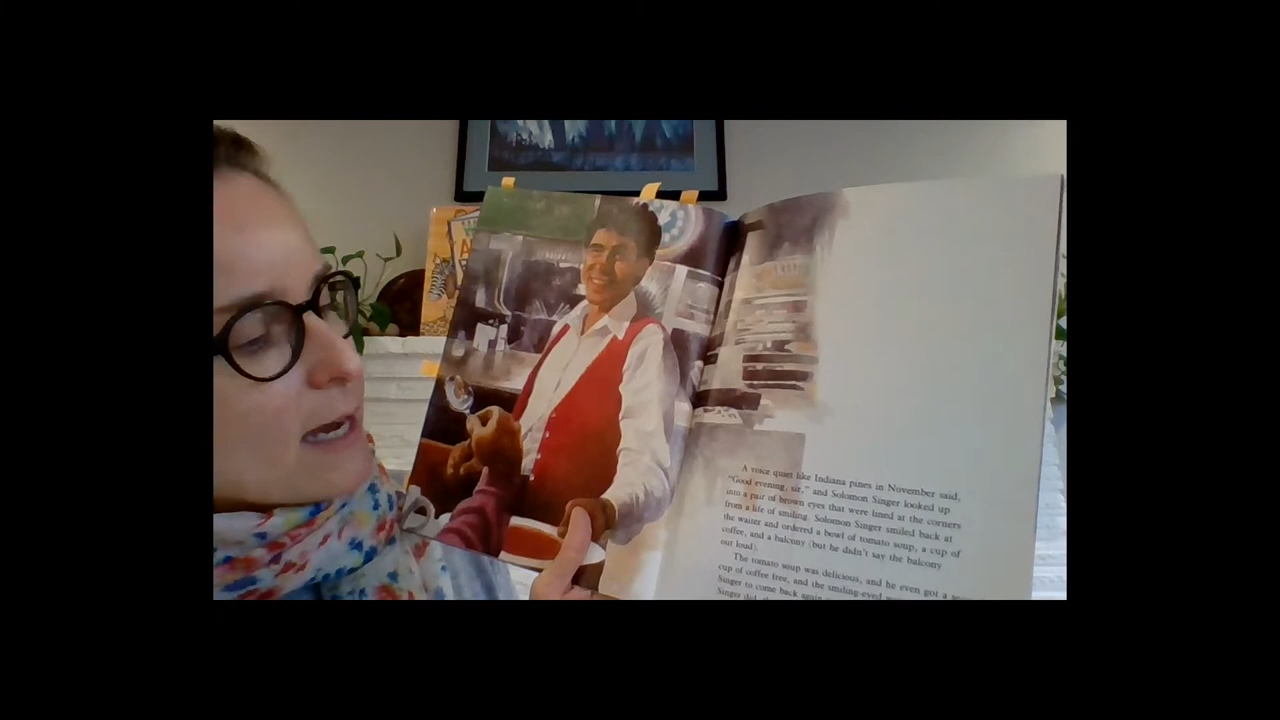 A voice quiet like Indiana pines in November said,
"Good evening, sir," and Solomon Singer looked up
into a pair of brown eyes that were lined at the corners
from a life of smiling. Solomon Singer smiled back at
the waiter and ordered a bowl of tomato soup, a cup of
coffee, and a balcony (but he didn't say the balcony
out loud).
The tomato soup was delicious, and he even got a
cup of coffee free, and the smiling-eyed
Singer to come back again
Singer did,